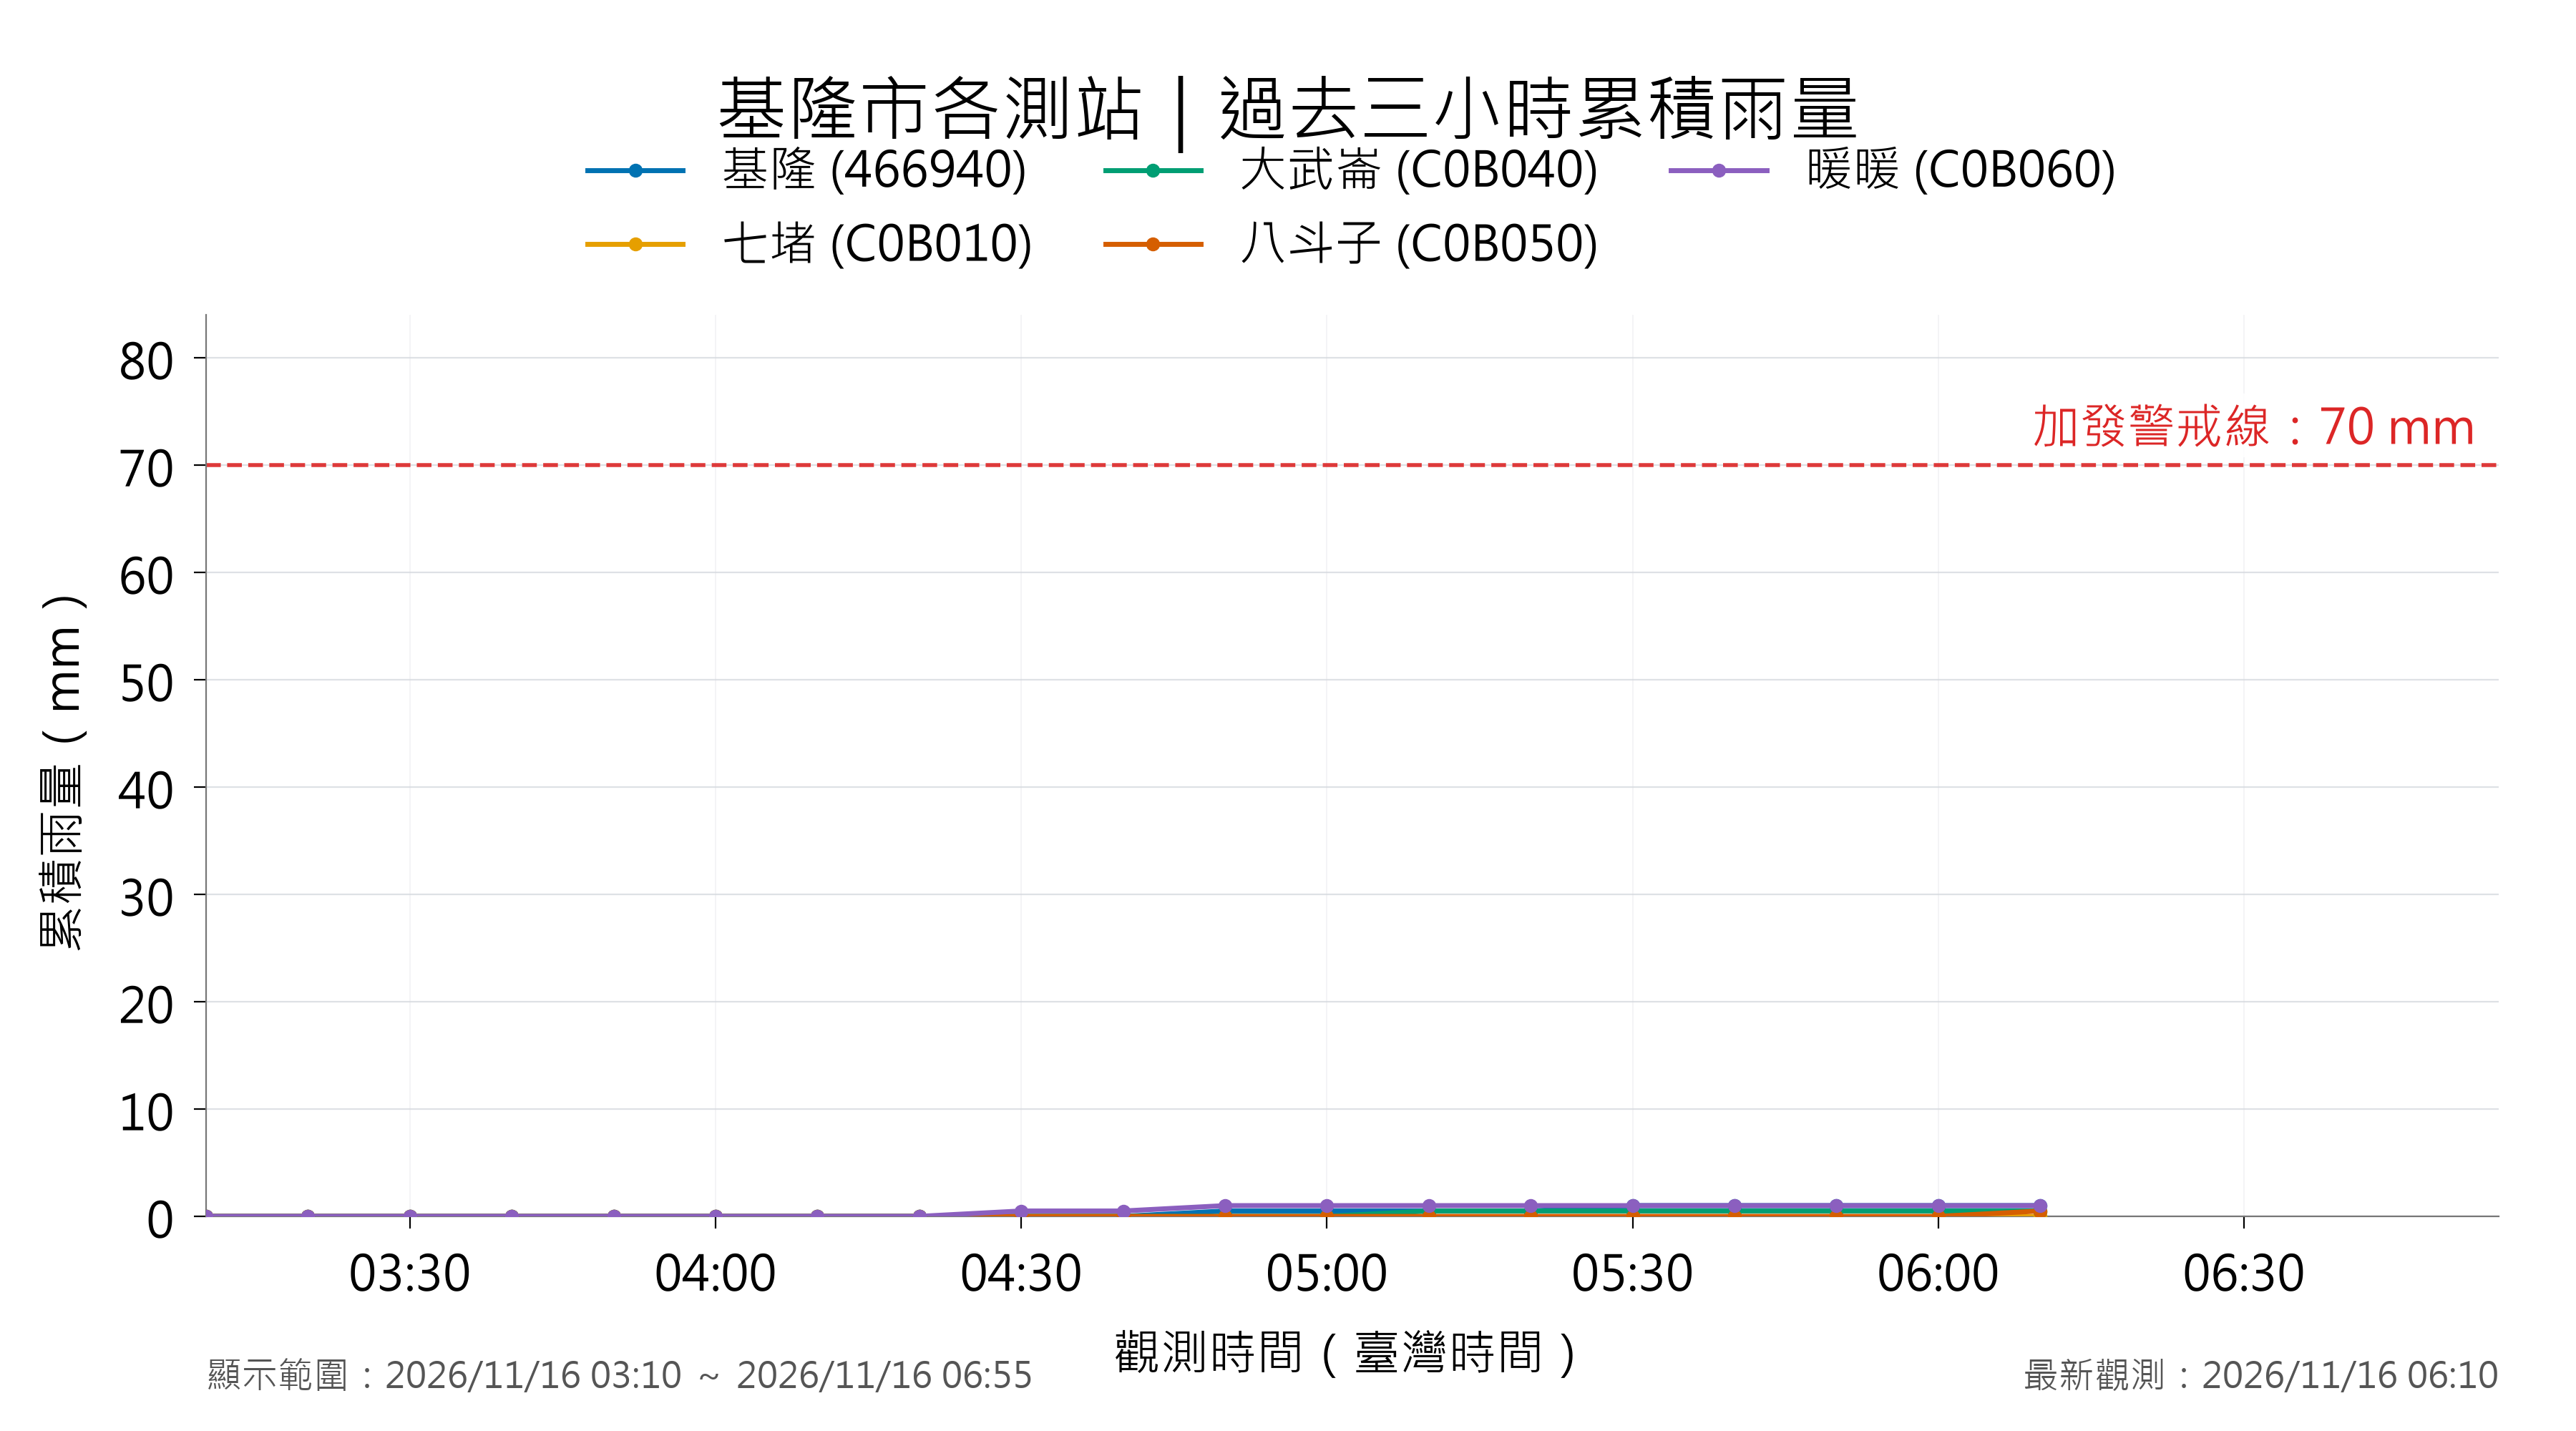 基隆市各測站｜過去三小時累積雨量
基隆 (466940)
大武崙 (C0B040)
暖暖 (C0B060)
七堵 (C0B010)
八斗子 (C0B050)
加發警戒線：70 mm
累積雨量（mm）
80
70
60
50
40
30
20
10
0
03:30
04:00
04:30
05:00
05:30
06:00
06:30
觀測時間（臺灣時間）
顯示範圍：2026/11/16 03:10 ~ 2026/11/16 06:55
最新觀測：2026/11/16 06:10